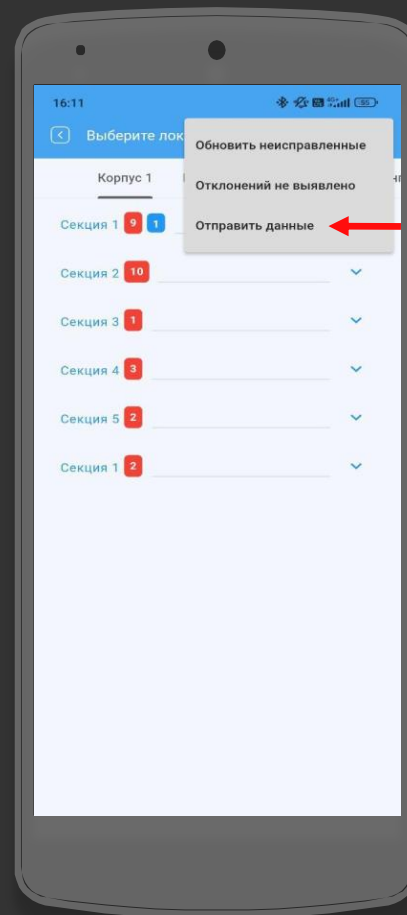 16:11
55
Выберите лок
Обновить неисправленные
Отклонений не выявлено
Отправить данные
Корпус 1
Секция 1 9 1
Секция 2 10
Секция 3 1
Секция 4 3
Секция 5 2
Секция 1 2